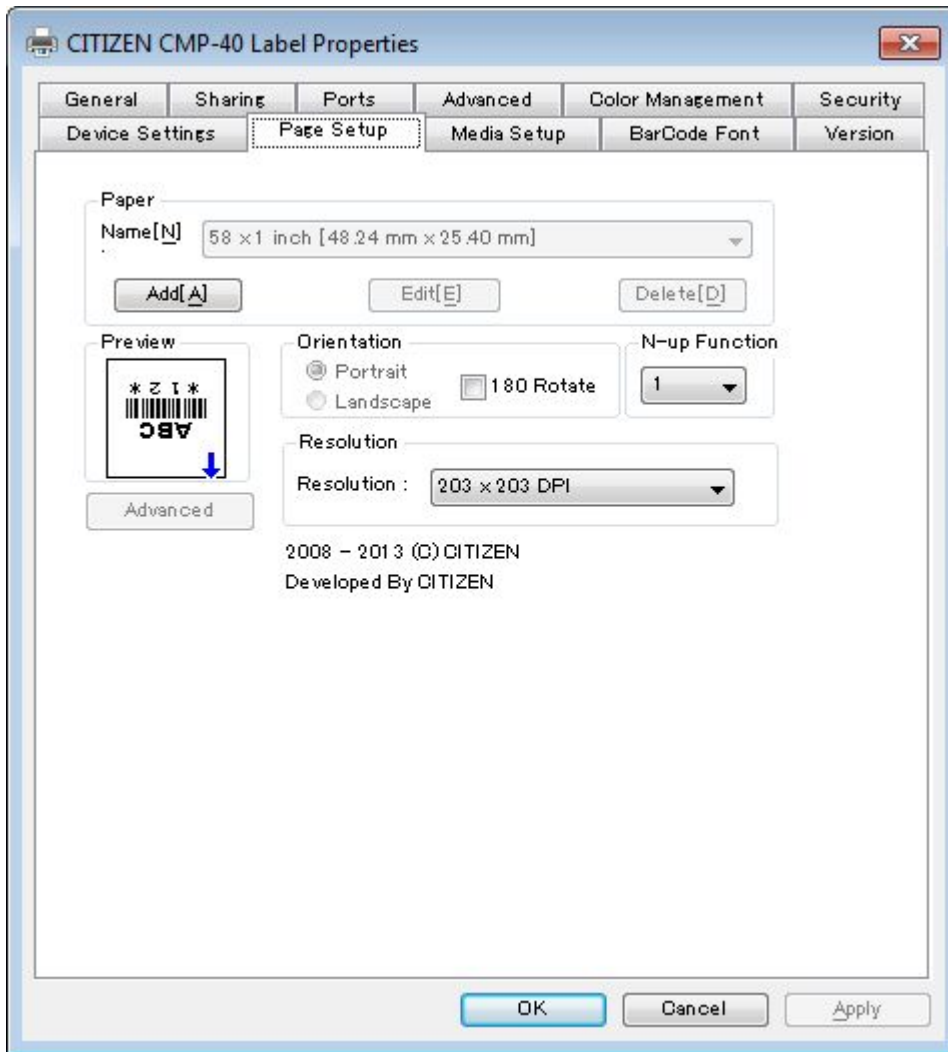 CITIZEN CMP-40 Label Properties
General Sharing Ports Advanced Color Management Security
Device Settings Page Setup Media Setup BarCode Font Version
Paper
Name[N] 58 x1 inch [48.24 mm x 25.40 mm]
Add[A] Edit[E] Delete[D]
Preview
*12*
ABC
Advanced
Orientation
Portrait
Landscape
180 Rotate
N-up Function
1
Resolution
Resolution : 203 x 203 DPI
2008 - 2013 (C) CITIZEN
Developed By CITIZEN
OK Cancel Apply